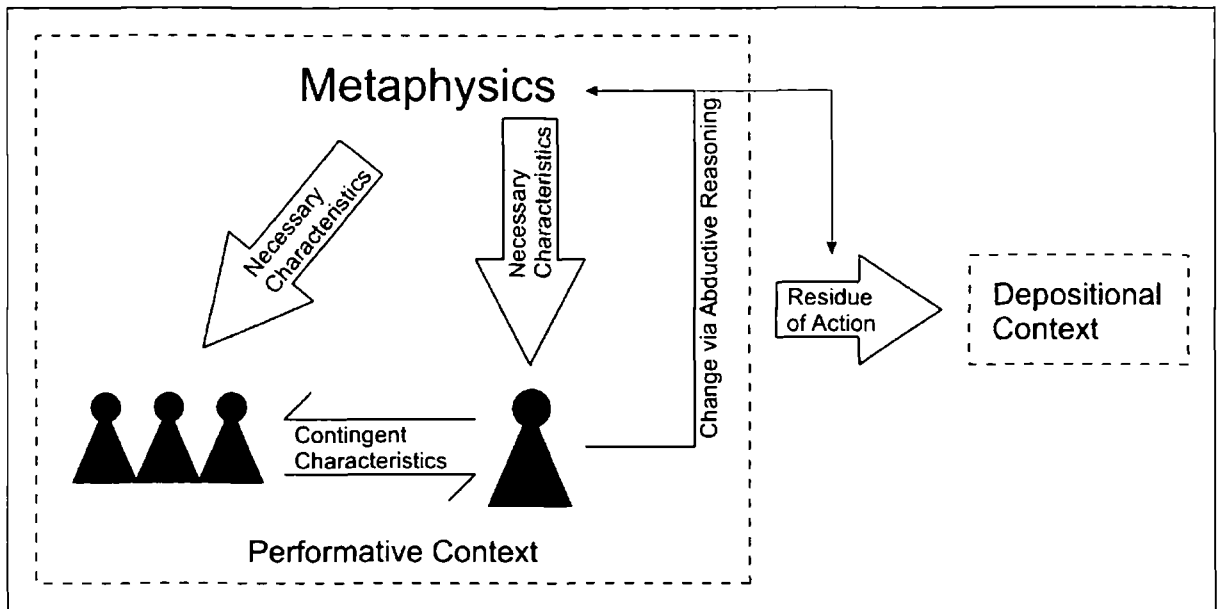 Metaphysics
Necessary
Characteristics
Necessary
Characteristics
Change via Abductive Reasoning
Residue
of Action
Depositional
Context
Contingent
Characteristics
Performative Context